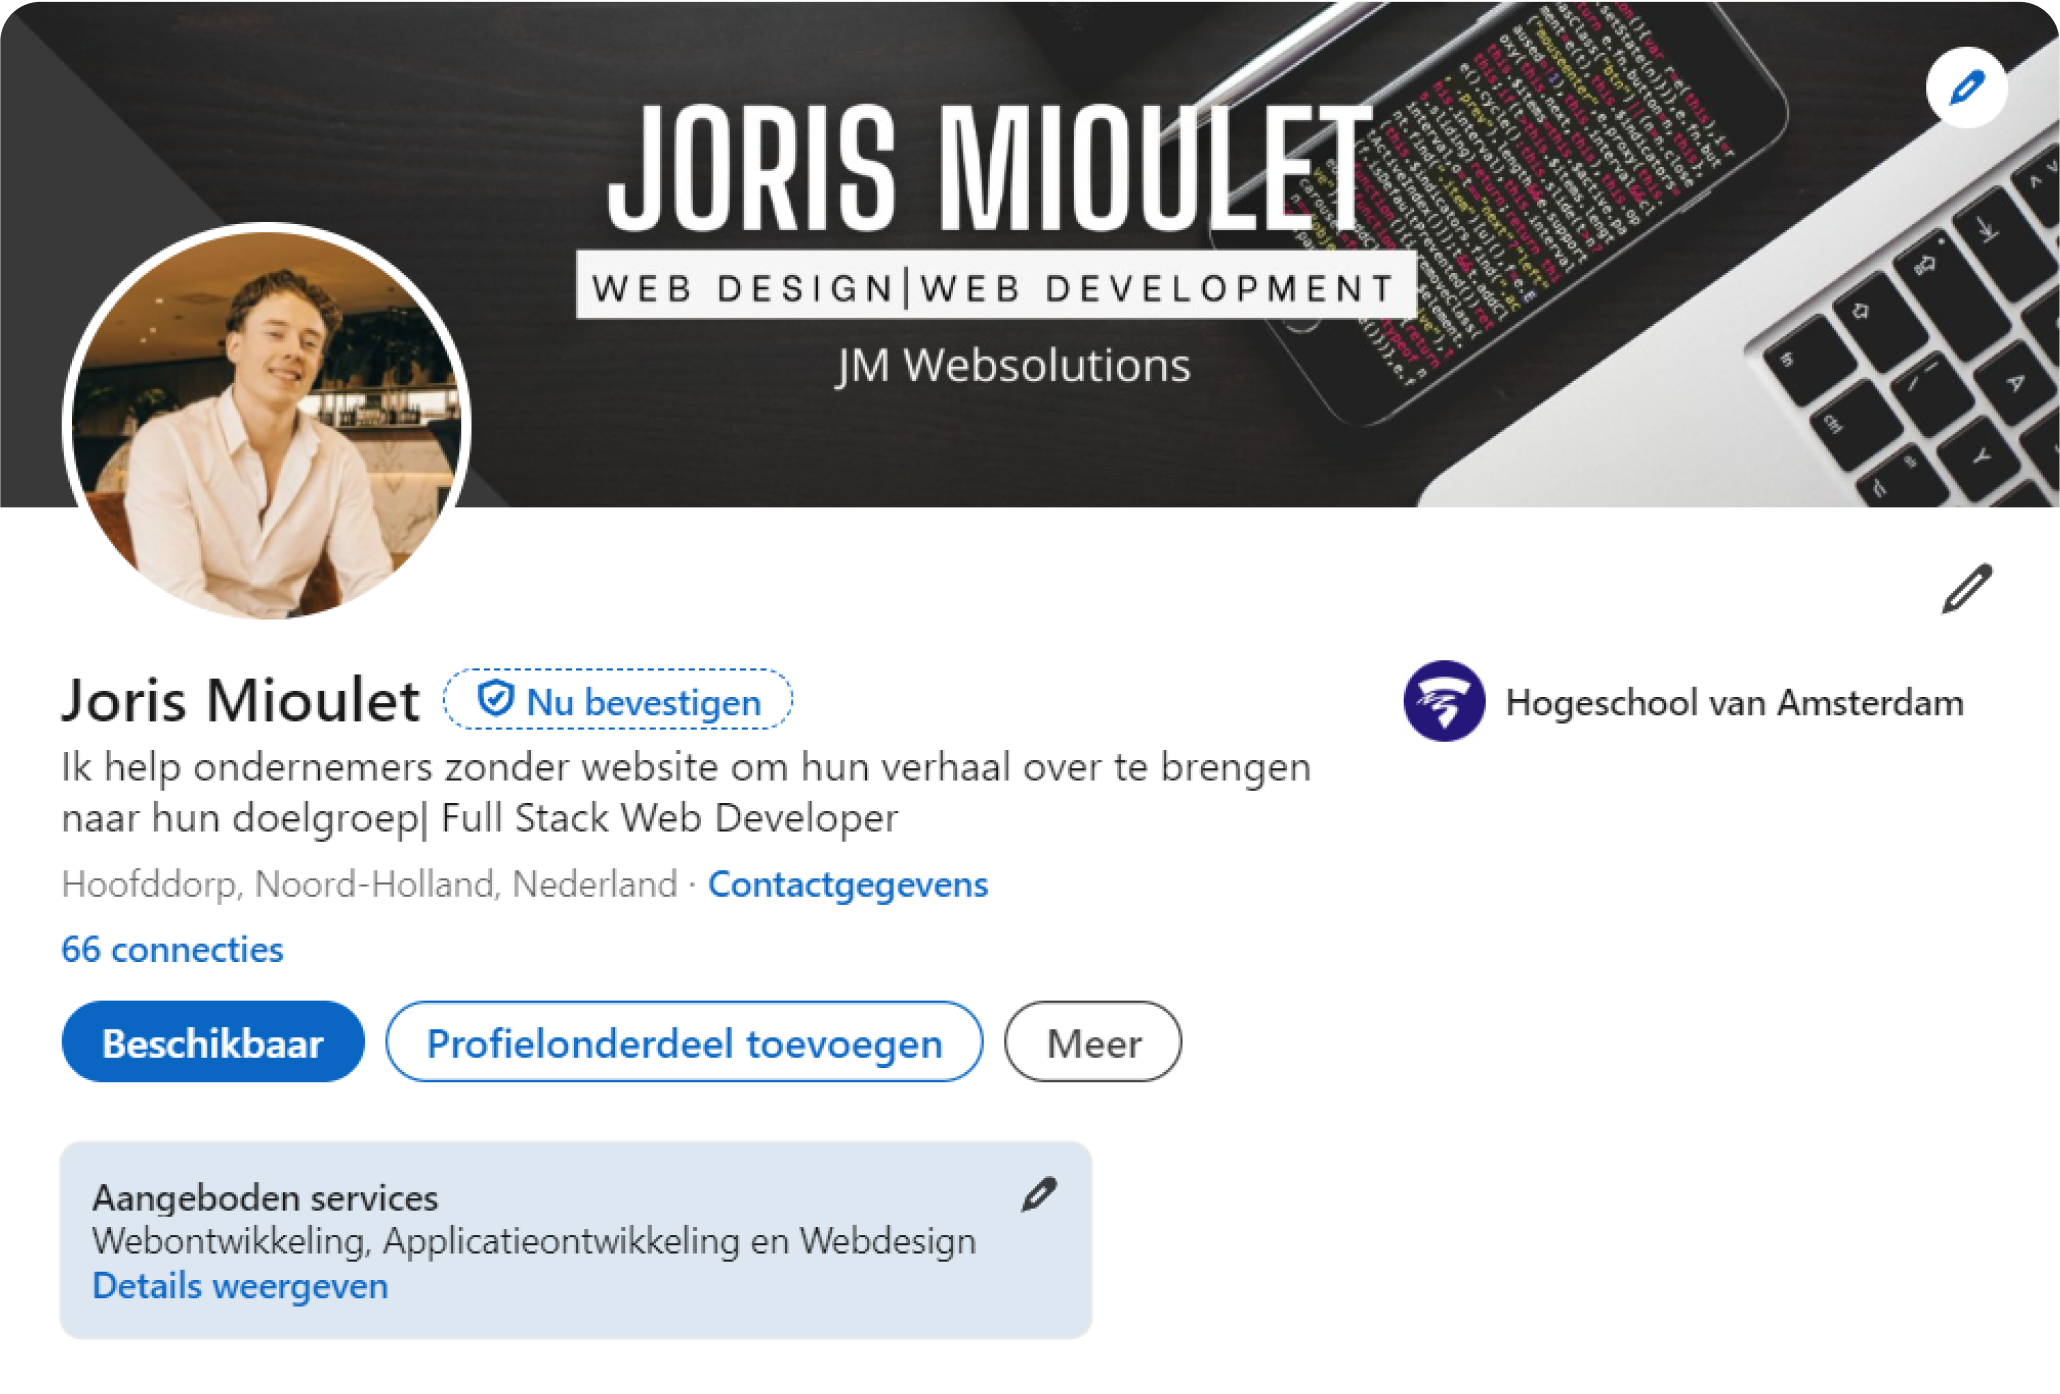 JORIS MIOULET
WEB DESIGN|WEB DEVELOPMENT
JM Websolutions
Joris Mioulet
Nu bevestigen
Hogeschool van Amsterdam
Ik help ondernemers zonder website om hun verhaal over te brengen
naar hun doelgroep| Full Stack Web Developer
Hoofddorp, Noord-Holland, Nederland · Contactgegevens
66 connecties
Beschikbaar
Profielonderdeel toevoegen
Meer
Aangeboden services
Webontwikkeling, Applicatieontwikkeling en Webdesign
Details weergeven